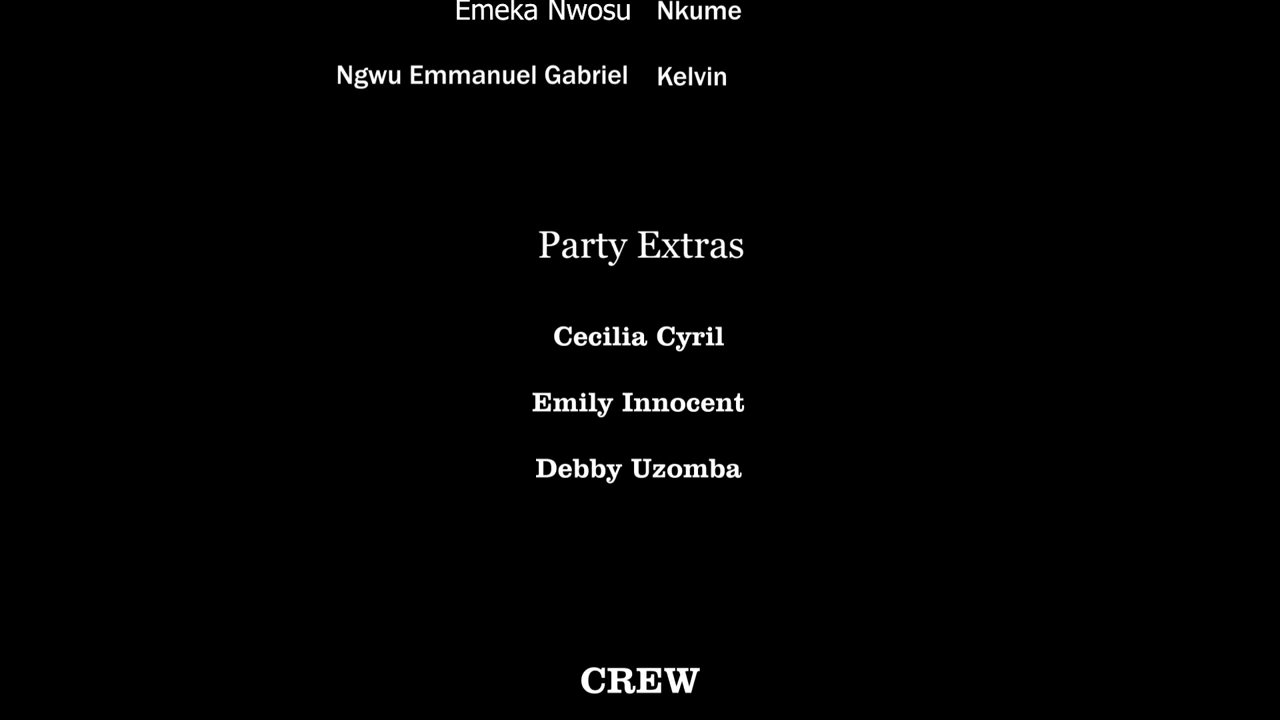 Emeka Nwosu Nkume
Ngwu Emmanuel Gabriel Kelvin
Party Extras
Cecilia Cyril
Emily Innocent
Debby Uzomba
CREW